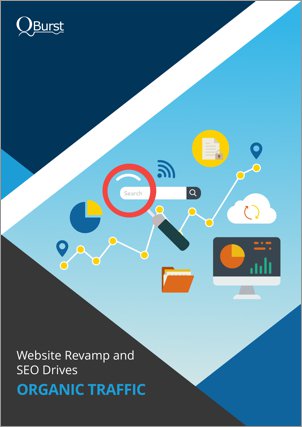 QBurst
Search
Website Revamp and
SEO Drives
ORGANIC TRAFFIC